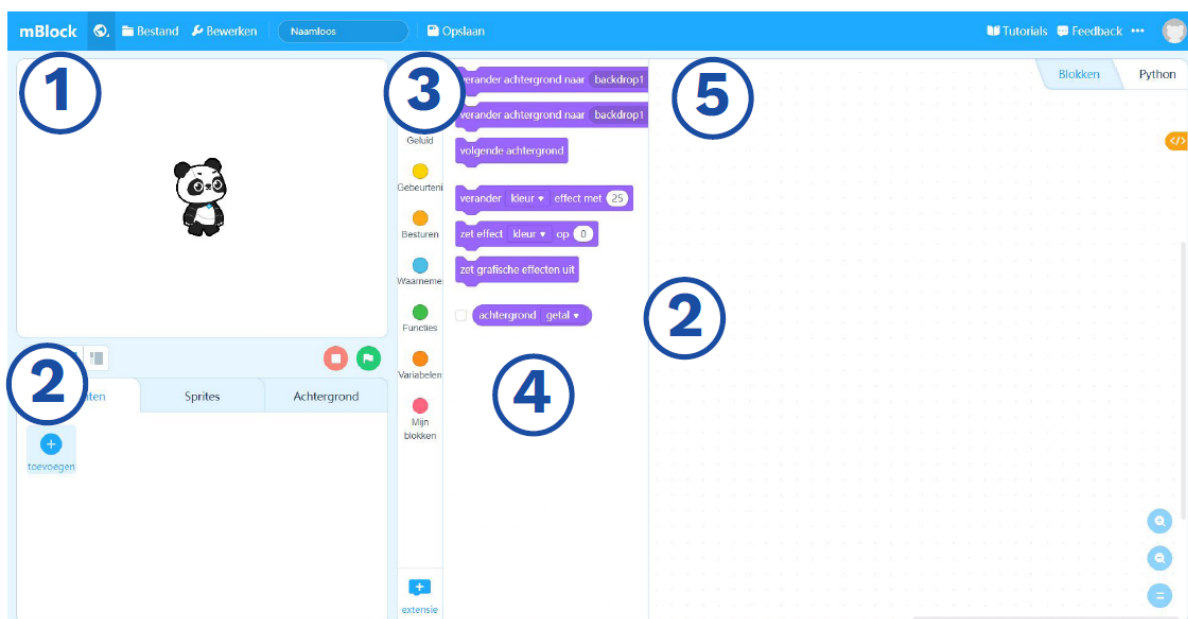 mBlock Bestand Bewerken Naamloos Opslaan Tutorials Feedback
1
3
5
2
4
2
verander achtergrond naar backdrop1
verander achtergrond naar backdrop1
volgende achtergrond
verander kleur effect met 25
zet effect kleur op 0
zet grafische effecten uit
achtergrond getal
Geluid
Gebeurteni
Besturen
Waarneme
Functies
Variabelen
Mijn
blokken
extensie
Blokken Python
</>
Sprites Achtergrond
toevoegen